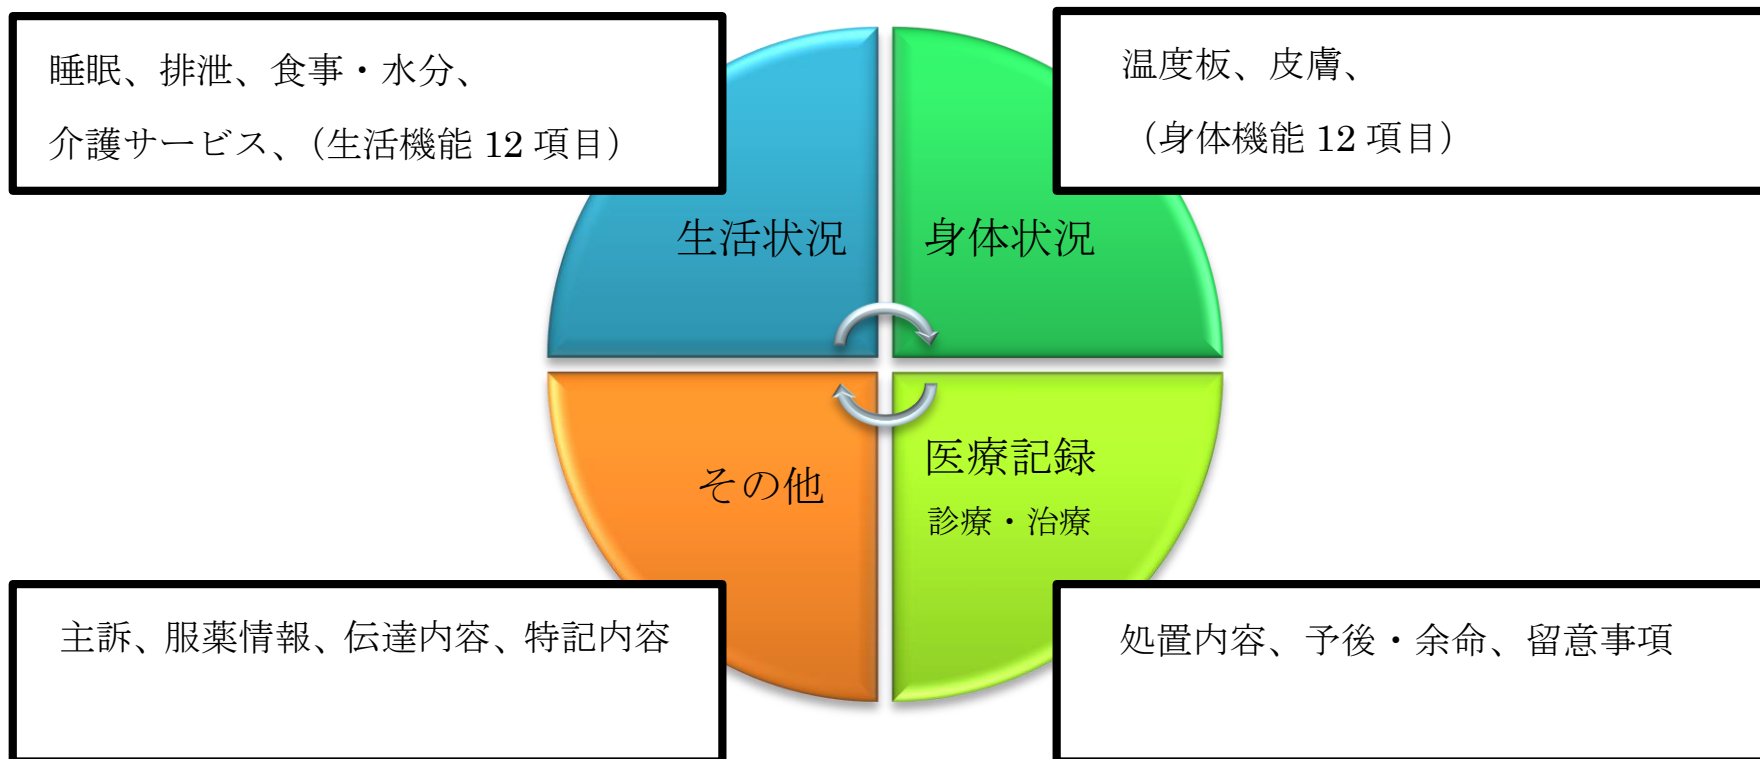 睡眠、排泄、食事・水分、
介護サービス、（生活機能 12 項目）
温度板、皮膚、
（身体機能 12 項目）
生活状況
身体状況
その他
医療記録
診療・治療
主訴、服薬情報、伝達内容、特記内容
処置内容、予後・余命、留意事項